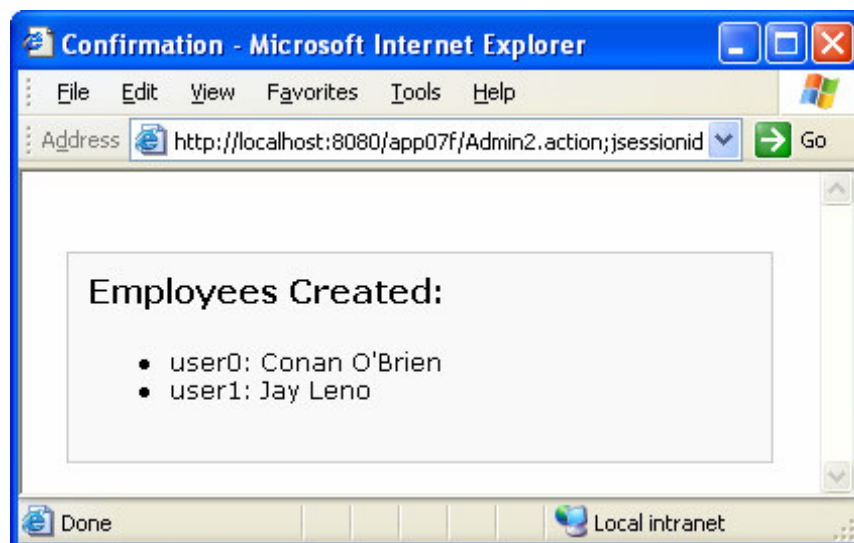 Confirmation - Microsoft Internet Explorer
File Edit View Favorites Tools Help
Address http://localhost:8080/app07f/Admin2.action;jsessionid Go
Employees Created:
• user0: Conan O'Brien
• user1: Jay Leno
Done Local intranet